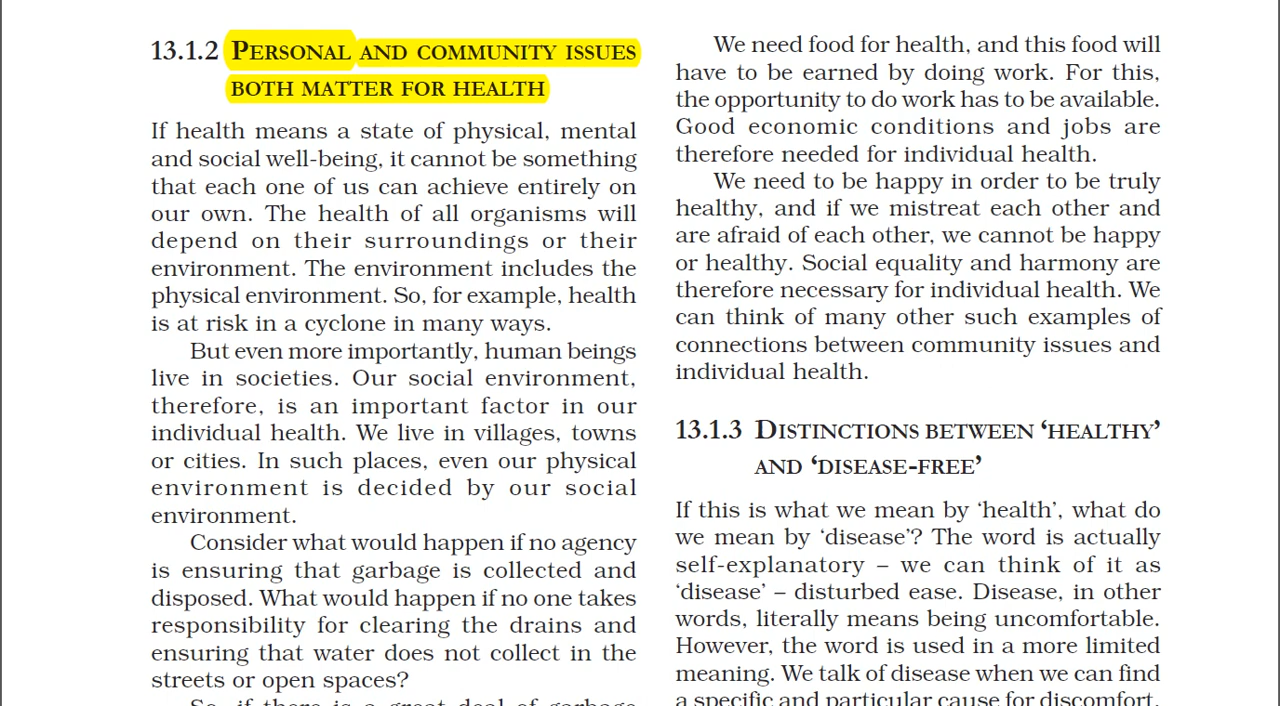 13.1.2 PERSONAL AND COMMUNITY ISSUES
BOTH MATTER FOR HEALTH
If health means a state of physical, mental
and social well-being, it cannot be something
that each one of us can achieve entirely on
our own. The health of all organisms will
depend on their surroundings or their
environment. The environment includes the
physical environment. So, for example, health
is at risk in a cyclone in many ways.
But even more importantly, human beings
live in societies. Our social environment,
therefore, is an important factor in our
individual health. We live in villages, towns
or cities. In such places, even our physical
environment is decided by our social
environment.
Consider what would happen if no agency
is ensuring that garbage is collected and
disposed. What would happen if no one takes
responsibility for clearing the drains and
ensuring that water does not collect in the
streets or open spaces?
So, if there is a great deal of garbage
We need food for health, and this food will
have to be earned by doing work. For this,
the opportunity to do work has to be available.
Good economic conditions and jobs are
therefore needed for individual health.
We need to be happy in order to be truly
healthy, and if we mistreat each other and
are afraid of each other, we cannot be happy
or healthy. Social equality and harmony are
therefore necessary for individual health. We
can think of many other such examples of
connections between community issues and
individual health.
13.1.3 DISTINCTIONS BETWEEN ‘HEALTHY’
AND ‘DISEASE-FREE’
If this is what we mean by ‘health’, what do
we mean by ‘disease’? The word is actually
self-explanatory – we can think of it as
‘disease’ – disturbed ease. Disease, in other
words, literally means being uncomfortable.
However, the word is used in a more limited
meaning. We talk of disease when we can find
a specific and particular cause for discomfort.